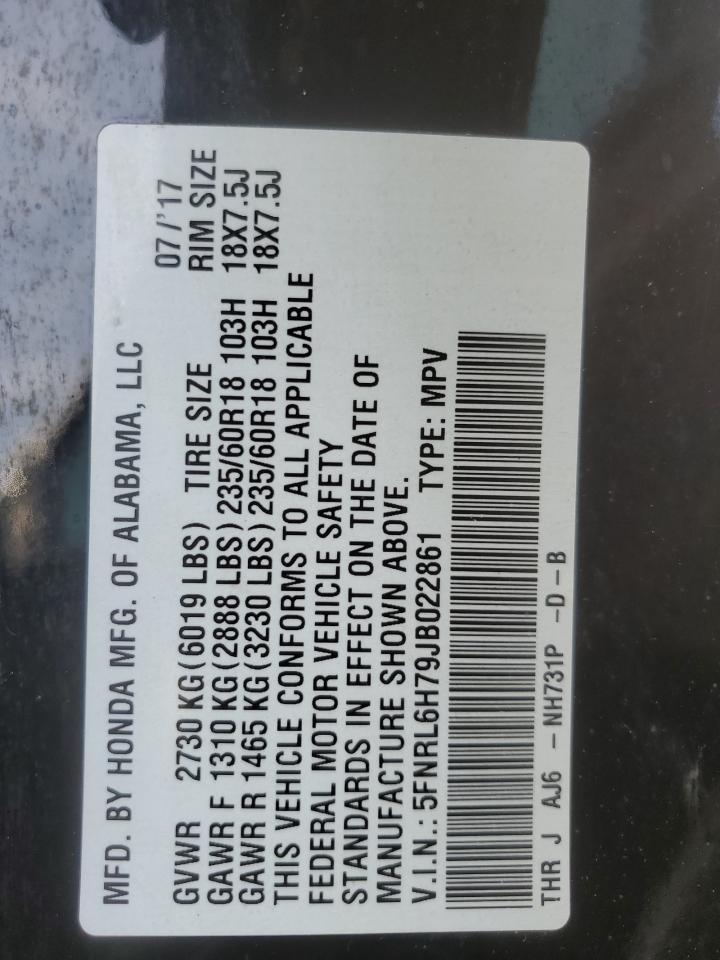 MFD. BY HONDA MFG. OF ALABAMA, LLC
07/'17
GVWR 2730 KG(6019 LBS) TIRE SIZE RIM SIZE
GAWR F 1310 KG(2888 LBS)235/60R18 103H 18X7.5J
GAWR R 1465 KG(3230 LBS)235/60R18 103H 18X7.5J
THIS VEHICLE CONFORMS TO ALL APPLICABLE
FEDERAL MOTOR VEHICLE SAFETY
STANDARDS IN EFFECT ON THE DATE OF
MANUFACTURE SHOWN ABOVE.
V.I.N.: 5FNRL6H79JB022861 TYPE: MPV
THR J AJ6 - NH731P -D-B